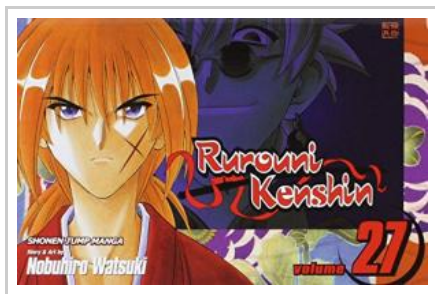 Rurouni
Kenshin
SHONEN JUMP MANGA
Story & Art by
Nobuhiro Watsuki
volume 27